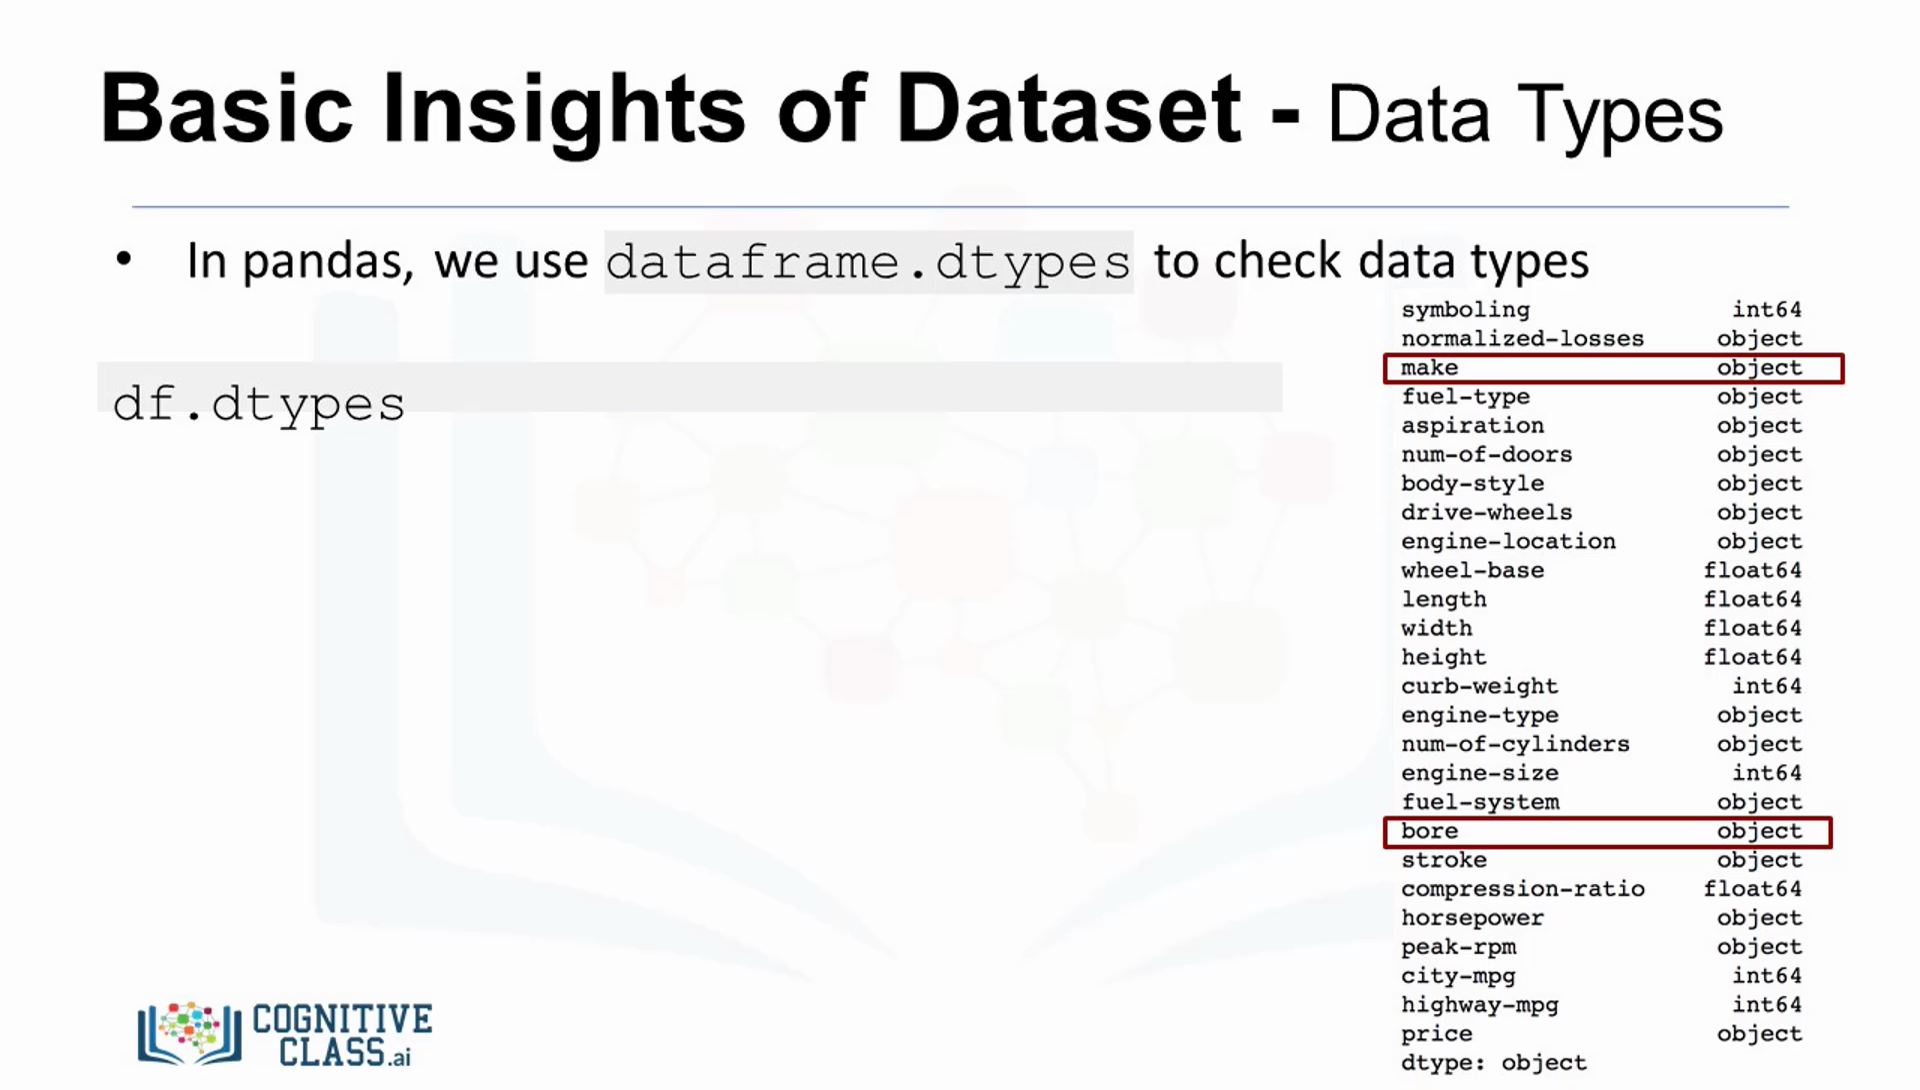 Basic Insights of Dataset - Data Types
• In pandas, we use dataframe.dtypes to check data types
df.dtypes
symboling int64
normalized-losses object
make object
fuel-type object
aspiration object
num-of-doors object
body-style object
drive-wheels object
engine-location object
wheel-base float64
length float64
width float64
height float64
curb-weight int64
engine-type object
num-of-cylinders object
engine-size int64
fuel-system object
bore object
stroke object
compression-ratio float64
horsepower object
peak-rpm object
city-mpg int64
highway-mpg int64
price object
dtype: object
COGNITIVE
CLASS.ai